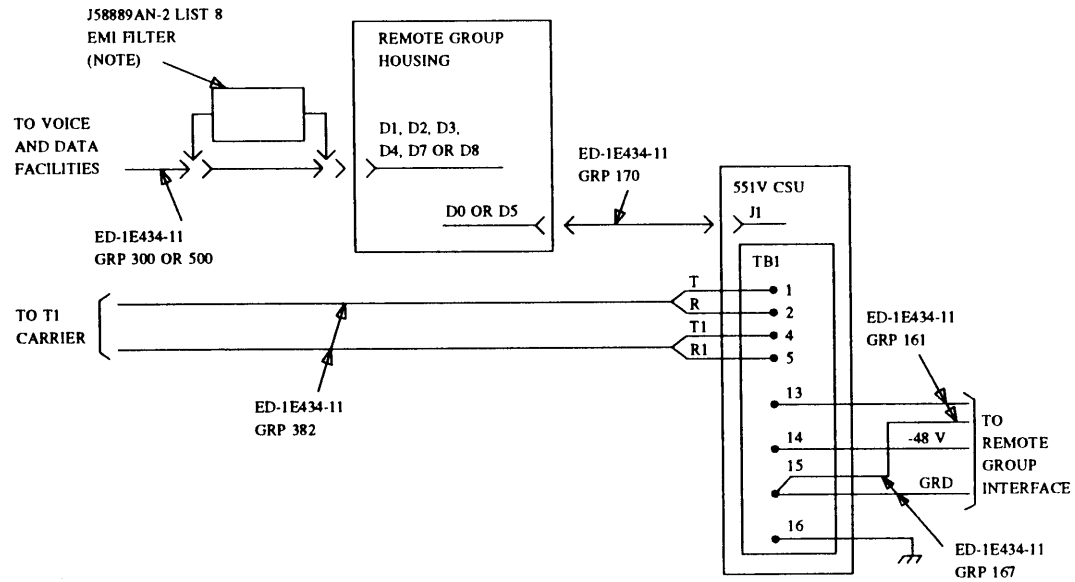 J58889AN-2 LIST 8
EMI FILTER
(NOTE)
REMOTE GROUP
HOUSING
TO VOICE
AND DATA
FACILITIES
D1, D2, D3,
D4, D7 OR D8
ED-1E434-11
GRP 170
551V CSU
J1
D0 OR D5
ED-1E434-11
GRP 300 OR 500
TB1
TO T1
CARRIER
T
R
T1
R1
1
2
4
5
ED-1E434-11
GRP 161
ED-1E434-11
GRP 382
13
14
15
16
-48 V
GRD
TO
REMOTE
GROUP
INTERFACE
ED-1E434-11
GRP 167